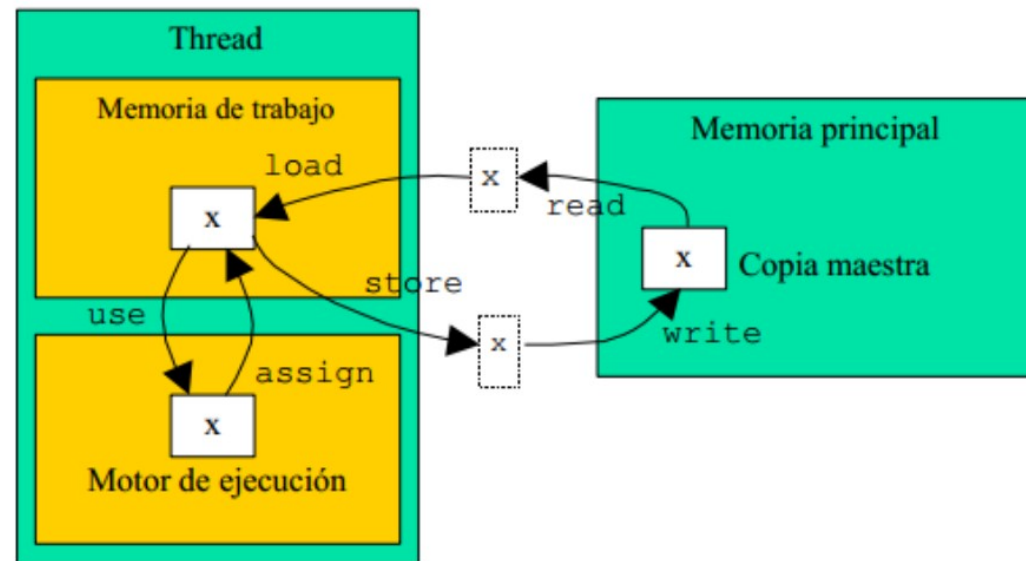 Thread
Memoria de trabajo
Memoria principal
load
x
read
x
x
Copia maestra
store
use
x
write
assign
x
Motor de ejecución